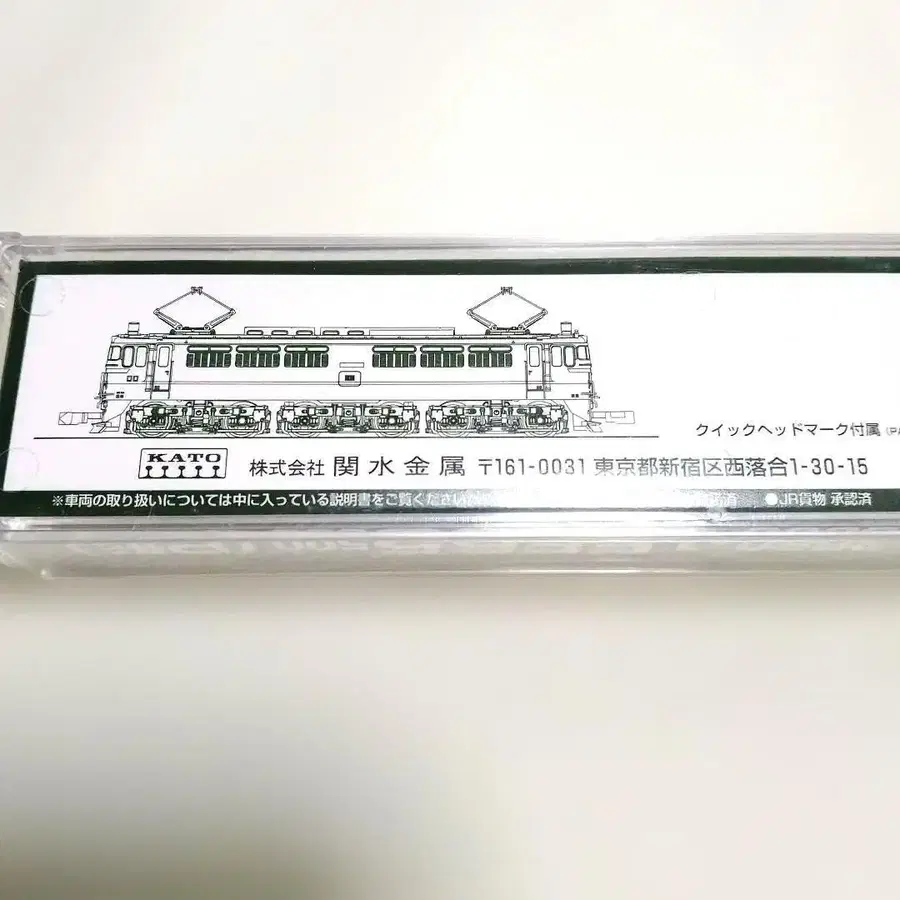 クイックヘッドマーク付属
KATO 株式会社 関水金属 〒161-0031 東京都新宿区西落合1-30-15
※車両の取り扱いについては中に入っている説明書をご覧ください 済 ●JR貨物 承認済